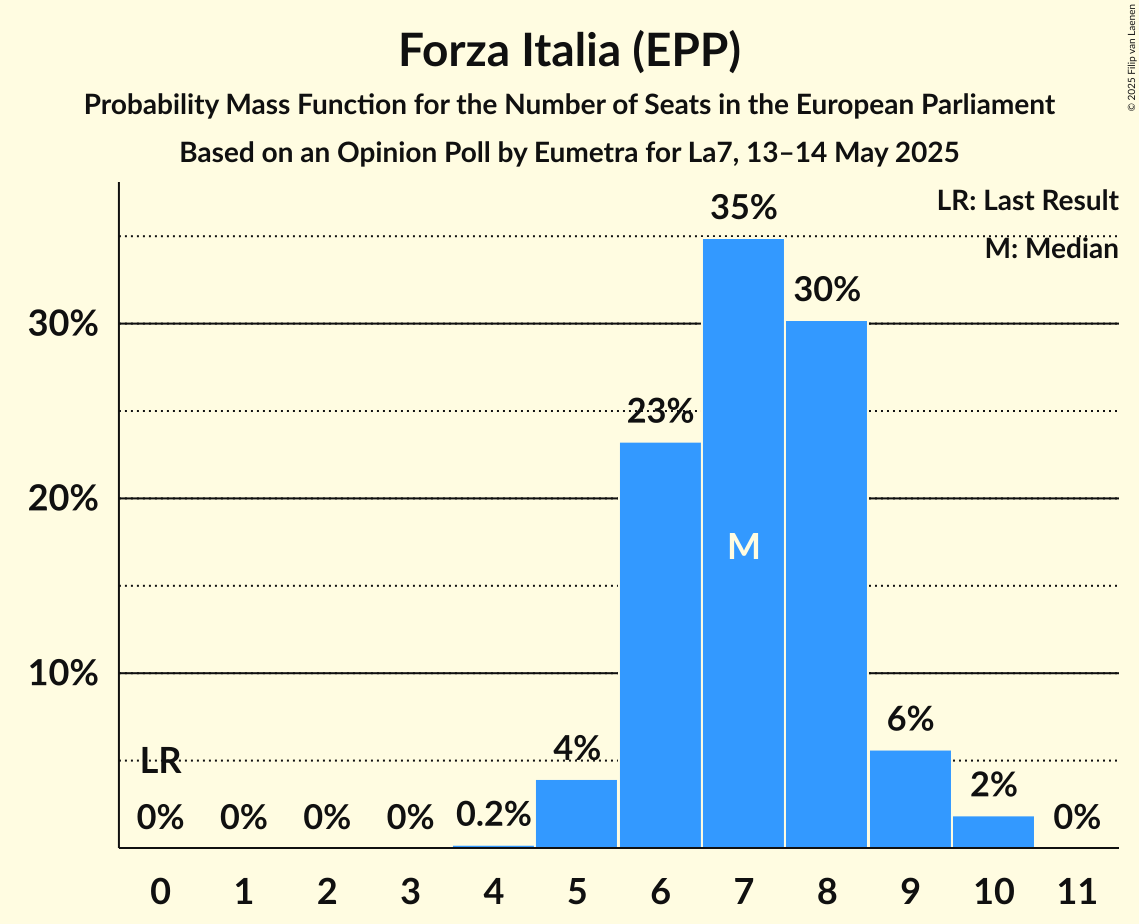 Forza Italia (EPP)
Probability Mass Function for the Number of Seats in the European Parliament
Based on an Opinion Poll by Eumetra for La7, 13–14 May 2025
© 2025 Filip van Laenen
LR: Last Result
M: Median
35%
30%
23%
M
6%
4%
2%
LR
0%
0%
0%
0%
0.2%
0%
30%
20%
10%
0 1 2 3 4 5 6 7 8 9 10 11